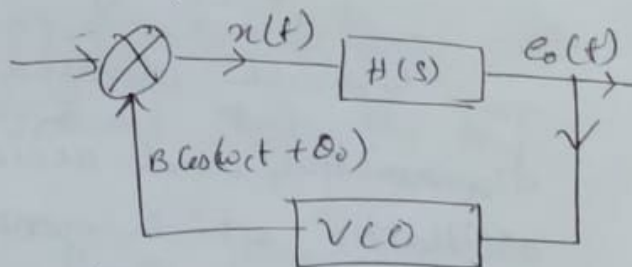 x(t)
H(s)
e₀(t)
B Cos(ωct + θ₀)
VCO